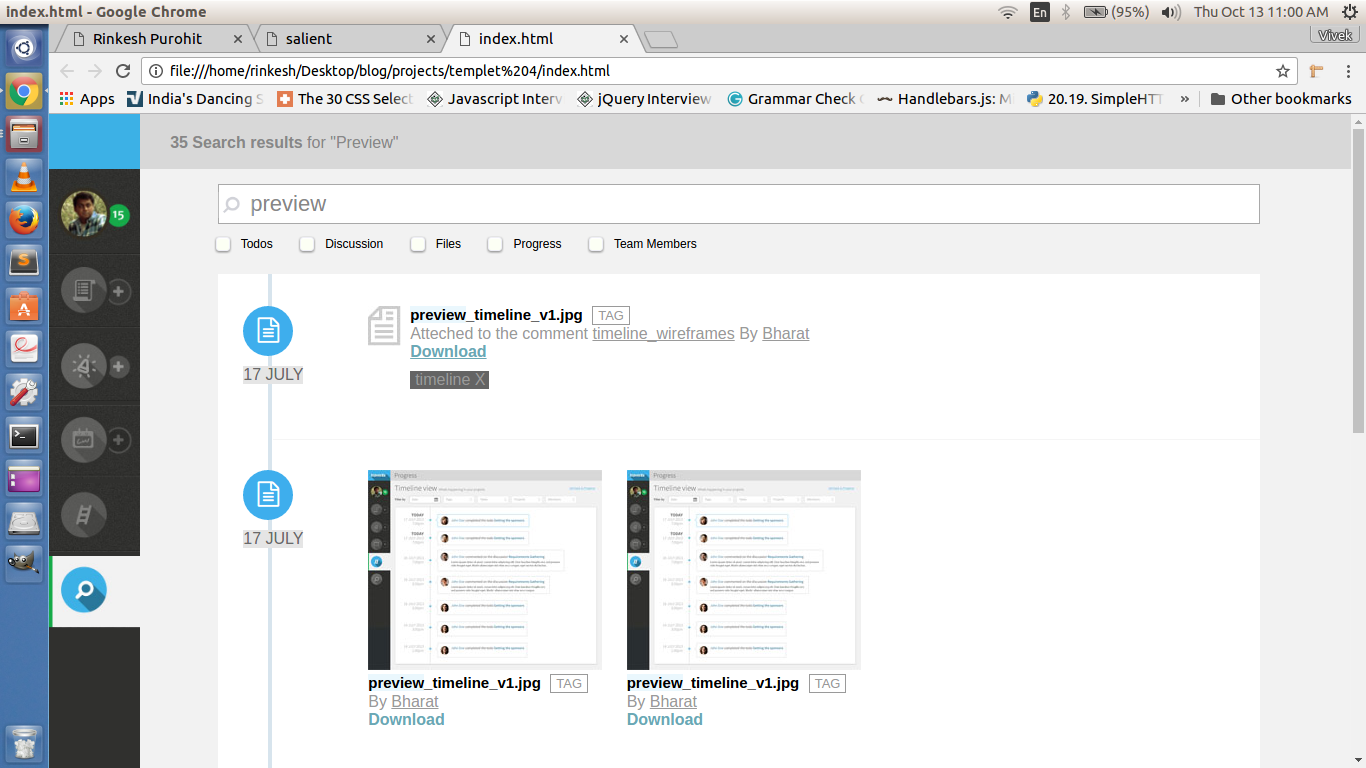 index.html - Google Chrome
En
(95%)
Thu Oct 13 11:00 AM
Rinkesh Purohit
salient
index.html
Vivek
file:///home/rinkesh/Desktop/blog/projects/templet%204/index.html
Apps
India's Dancing S
The 30 CSS Select
Javascript Interv
jQuery Interview
Grammar Check
Handlebars.js: M
20.19. SimpleHTT
»
Other bookmarks
35 Search results for "Preview"
15
preview
Todos
Discussion
Files
Progress
Team Members
preview_timeline_v1.jpg TAG
Atteched to the comment timeline_wireframes By Bharat
Download
17 JULY
timeline X
17 JULY
Progress
Timeline view
Progress
Timeline view
TODAY
TODAY
TODAY
TODAY
preview_timeline_v1.jpg TAG
By Bharat
Download
preview_timeline_v1.jpg TAG
By Bharat
Download